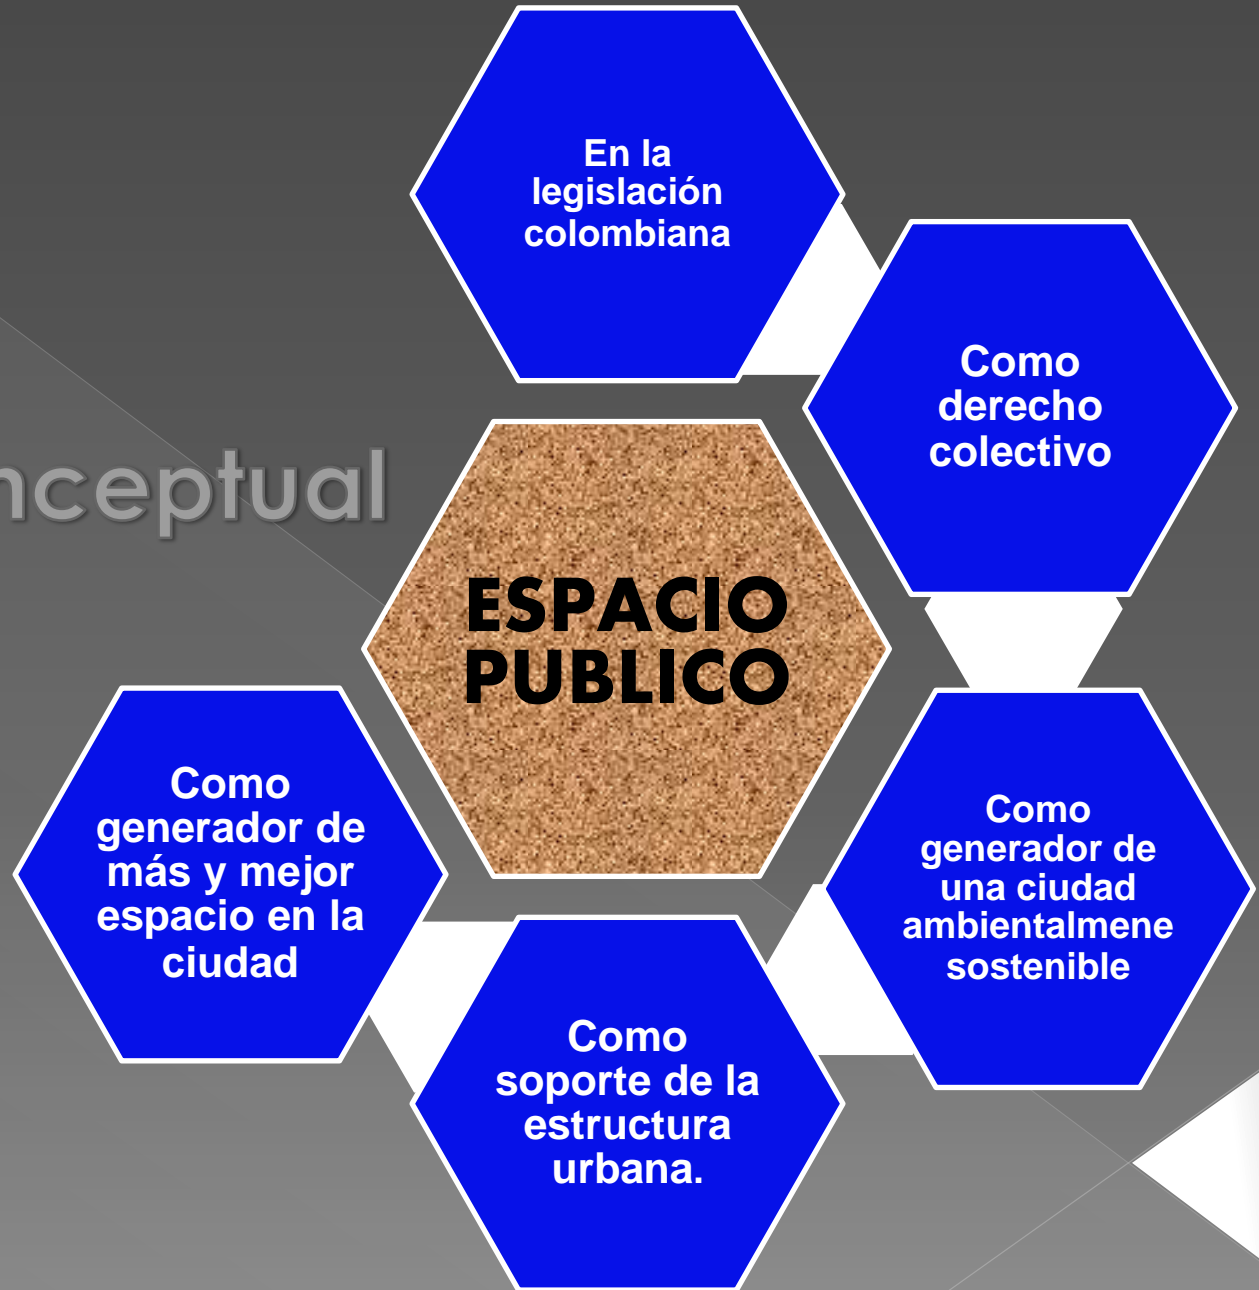 En la
legislación
colombiana
Como
derecho
colectivo
nceptual
ESPACIO
PUBLICO
Como
generador de
más y mejor
espacio en la
ciudad
Como
generador de
una ciudad
ambientalmene
sostenible
Como
soporte de la
estructura
urbana.